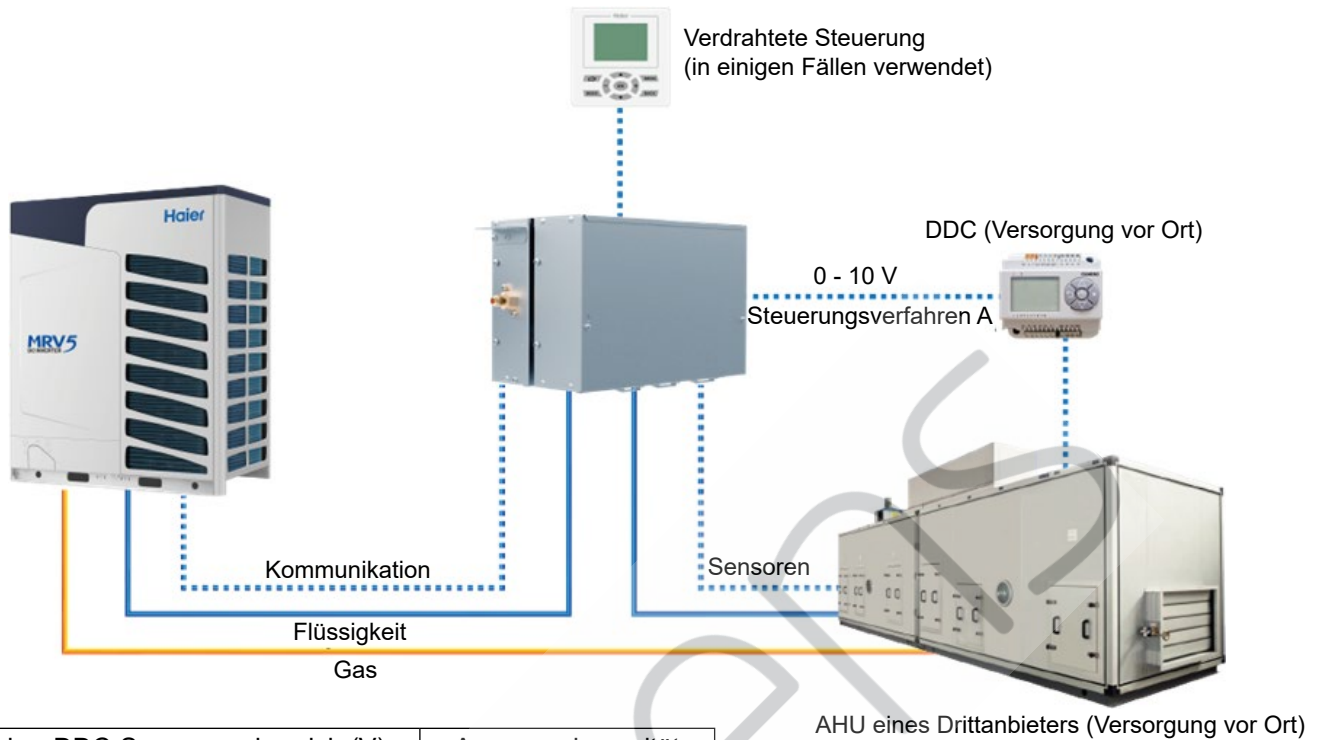 Haier
Verdrahtete Steuerung
(in einigen Fällen verwendet)
Haier
MRV5
DDC (Versorgung vor Ort)
0 - 10 V
Steuerungsverfahren A
Kommunikation
Sensoren
Flüssigkeit
Gas
AHU eines Drittanbieters (Versorgung vor Ort)